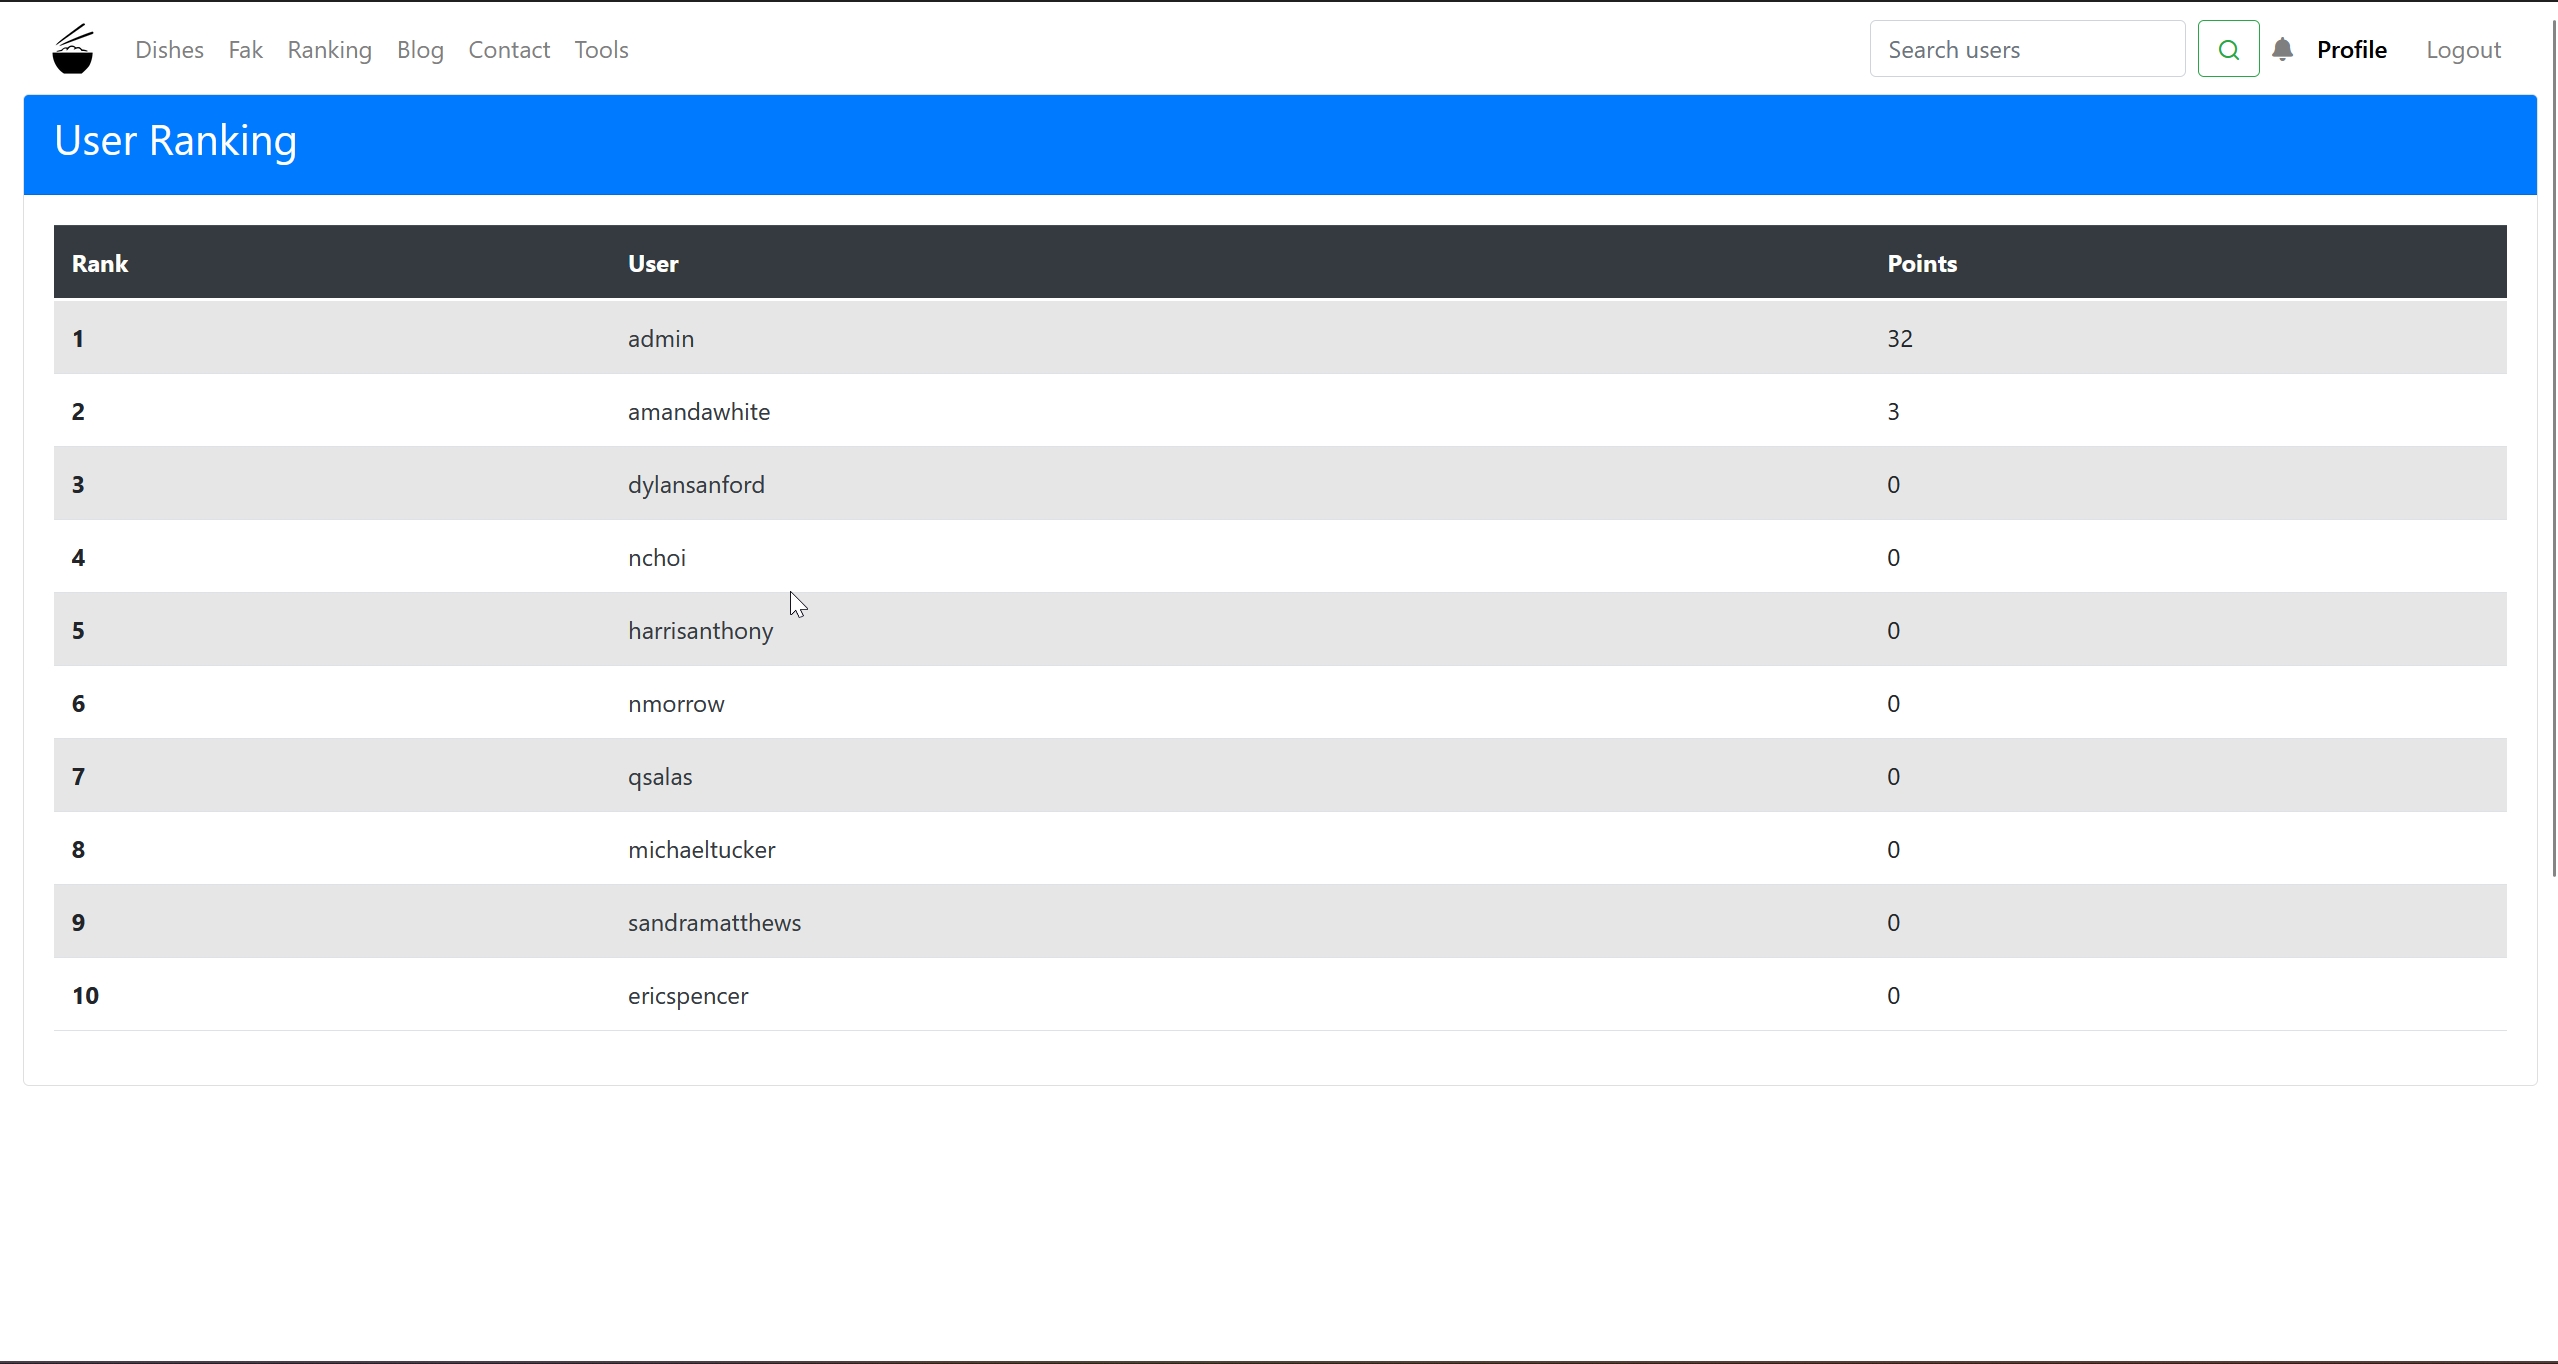 Dishes Fak Ranking Blog Contact Tools Search users Profile Logout
User Ranking
Rank User Points
1 admin 32
2 amandawhite 3
3 dylansanford 0
4 nchoi 0
5 harrisanthony 0
6 nmorrow 0
7 qsalas 0
8 michaeltucker 0
9 sandramatthews 0
10 ericspencer 0